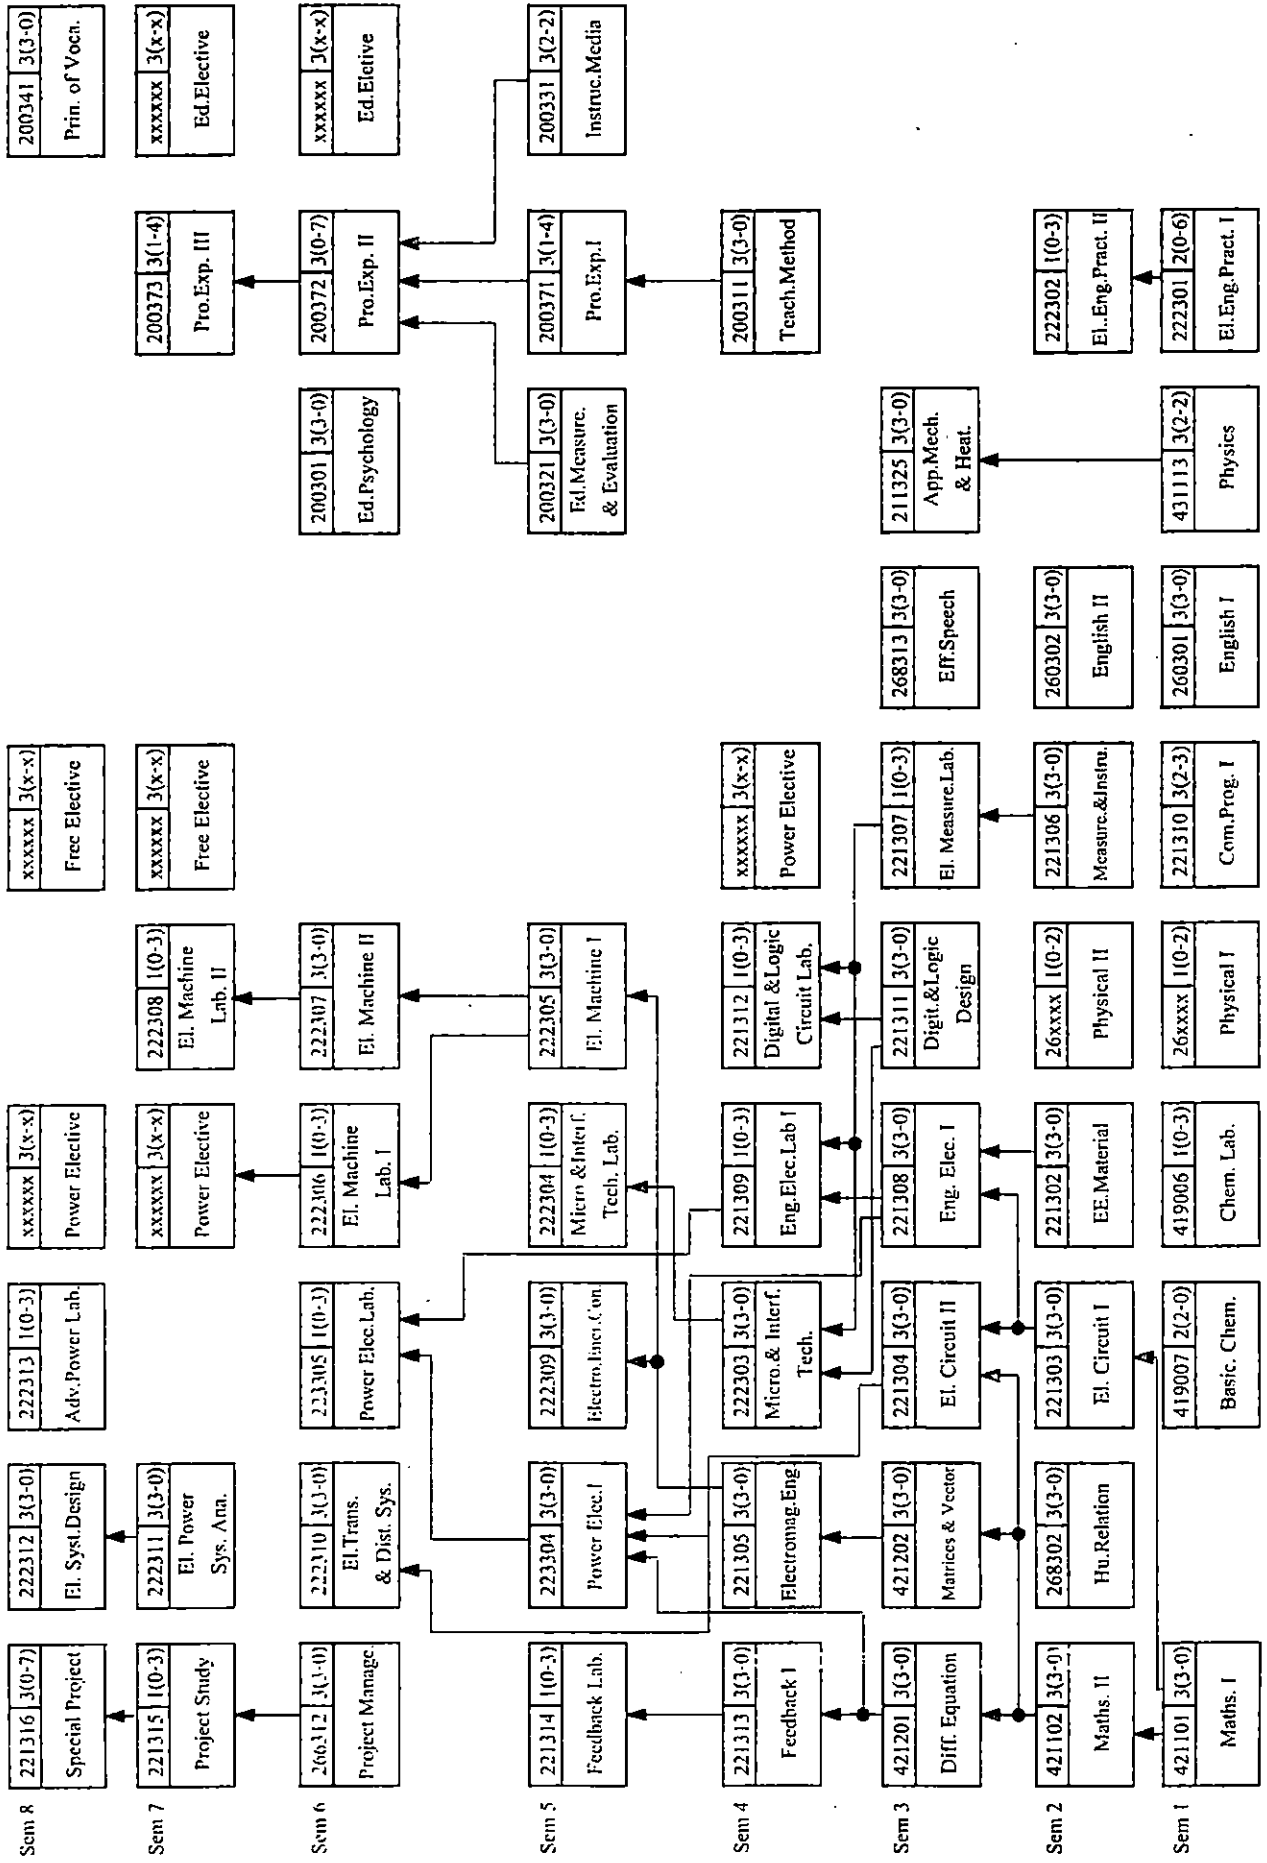 Sem 8
221316 3(0-7)
Special Project
222312 3(3-0)
El. Syst.Design
222313 1(0-3)
Adv.Power Lab.
xxxxxx 3(x-x)
Power Elective
xxxxxx 3(x-x)
Free Elective
200341 3(3-0)
Prin. of Voca.
Sem 7
221315 1(0-3)
Project Study
222311 3(3-0)
El. Power
Sys. Ana.
xxxxxx 3(x-x)
Power Elective
222308 1(0-3)
El. Machine
Lab. II
xxxxxx 3(x-x)
Free Elective
200373 3(1-4)
Pro.Exp. III
xxxxxx 3(x-x)
Ed.Elective
Sem 6
266312 3(3-0)
Project Manage.
222310 3(3-0)
El.Trans.
& Dist. Sys.
223305 1(0-3)
Power Elec.Lab.
222306 1(0-3)
El. Machine
Lab. I
222307 3(3-0)
El. Machine II
200301 3(3-0)
Ed.Psychology
200372 3(0-7)
Pro.Exp. II
xxxxxx 3(x-x)
Ed.Eletive
Sem 5
221314 1(0-3)
Feedback Lab.
223304 3(3-0)
Power Elec.I
222309 3(3-0)
Electro.Ener.Con.
222304 1(0-3)
Micro &Interf.
Tech. Lab.
222305 3(3-0)
El. Machine I
200321 3(3-0)
Ed.Measure.
& Evaluation
200371 3(1-4)
Pro.Exp.I
200331 3(2-2)
Instruc.Media
Sem 4
221313 3(3-0)
Feedback I
221305 3(3-0)
Electromag.Eng.
222303 3(3-0)
Micro.& Interf.
Tech.
221309 1(0-3)
Eng.Elec.Lab I
221312 1(0-3)
Digital &Logic
Circuit Lab.
xxxxxx 3(x-x)
Power Elective
200311 3(3-0)
Teach.Method
Sem 3
421201 3(3-0)
Diff. Equation
421202 3(3-0)
Matrices & Vector
221304 3(3-0)
El. Circuit II
221308 3(3-0)
Eng. Elec. I
221311 3(3-0)
Digit.&Logic
Design
221307 1(0-3)
El. Measure.Lab.
268313 3(3-0)
Eff.Speech
211325 3(3-0)
App.Mech.
& Heat.
Sem 2
421102 3(3-0)
Maths. II
268302 3(3-0)
Hu.Relation
221303 3(3-0)
El. Circuit I
221302 3(3-0)
EE.Material
26xxxx 1(0-2)
Physical II
221306 3(3-0)
Measure.&Instru.
260302 3(3-0)
English II
222302 1(0-3)
El..Eng.Pract. II
Sem 1
421101 3(3-0)
Maths. I
419007 2(2-0)
Basic. Chem.
419006 1(0-3)
Chem. Lab.
26xxxx 1(0-2)
Physical I
221310 3(2-3)
Com.Prog. I
260301 3(3-0)
English I
431113 3(2-2)
Physics
222301 2(0-6)
El.Eng.Pract. I